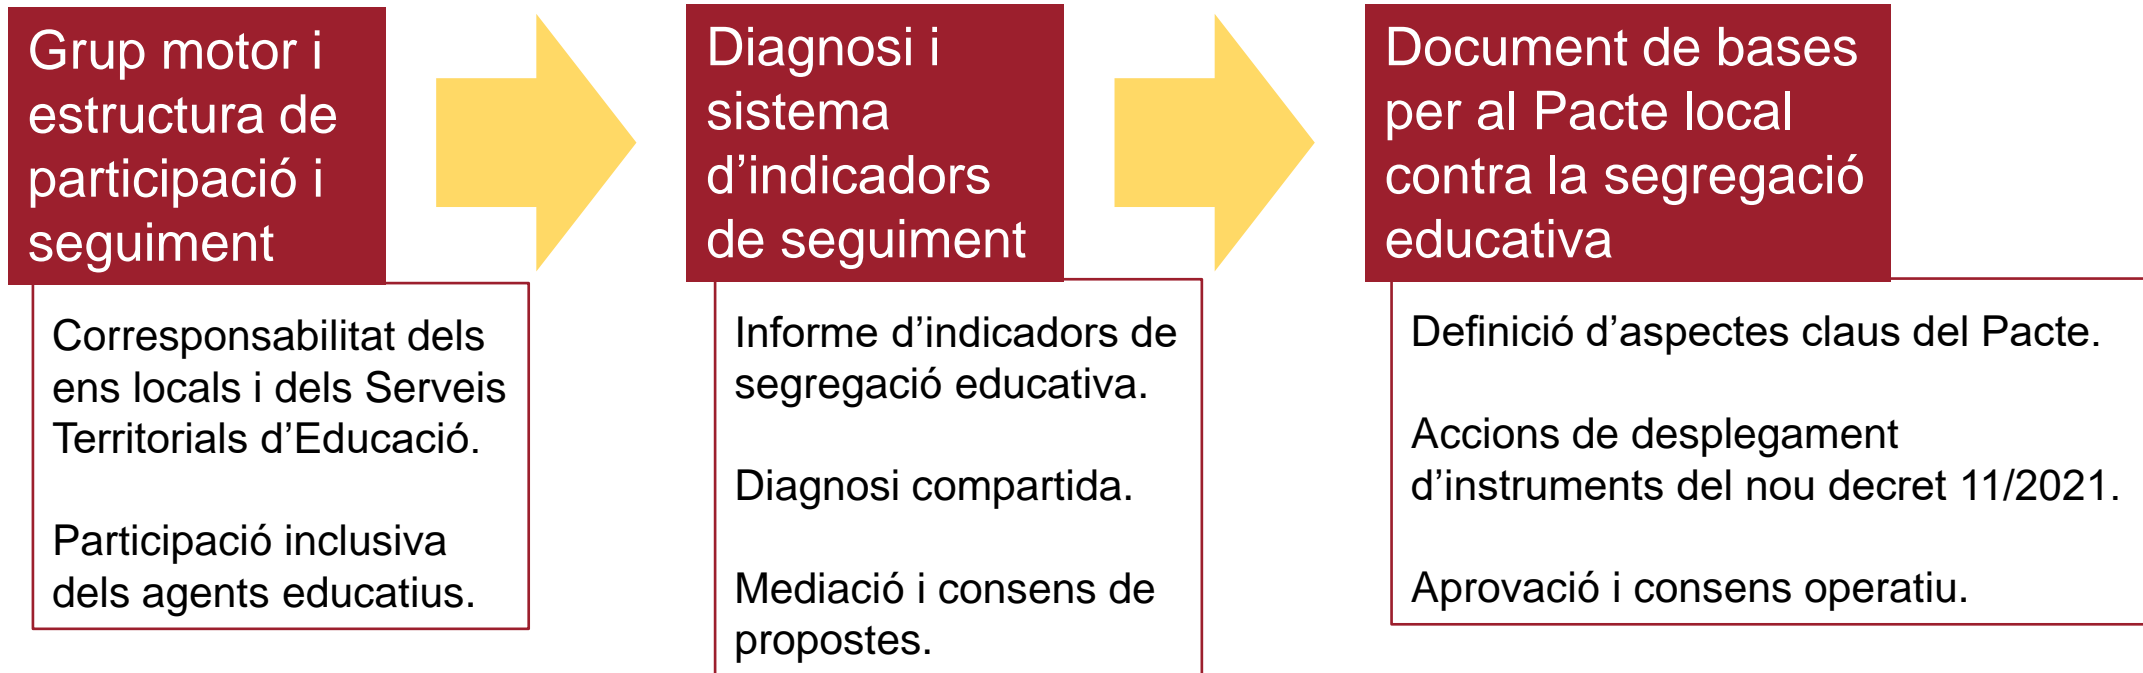 Grup motor i
estructura de
participació i
seguiment
Corresponsabilitat dels
ens locals i dels Serveis
Territorials d’Educació.
Participació inclusiva
dels agents educatius.
Diagnosi i
sistema
d’indicadors
de seguiment
Informe d’indicadors de
segregació educativa.
Diagnosi compartida.
Mediació i consens de
propostes.
Document de bases
per al Pacte local
contra la segregació
educativa
Definició d’aspectes claus del Pacte.
Accions de desplegament
d’instruments del nou decret 11/2021.
Aprovació i consens operatiu.